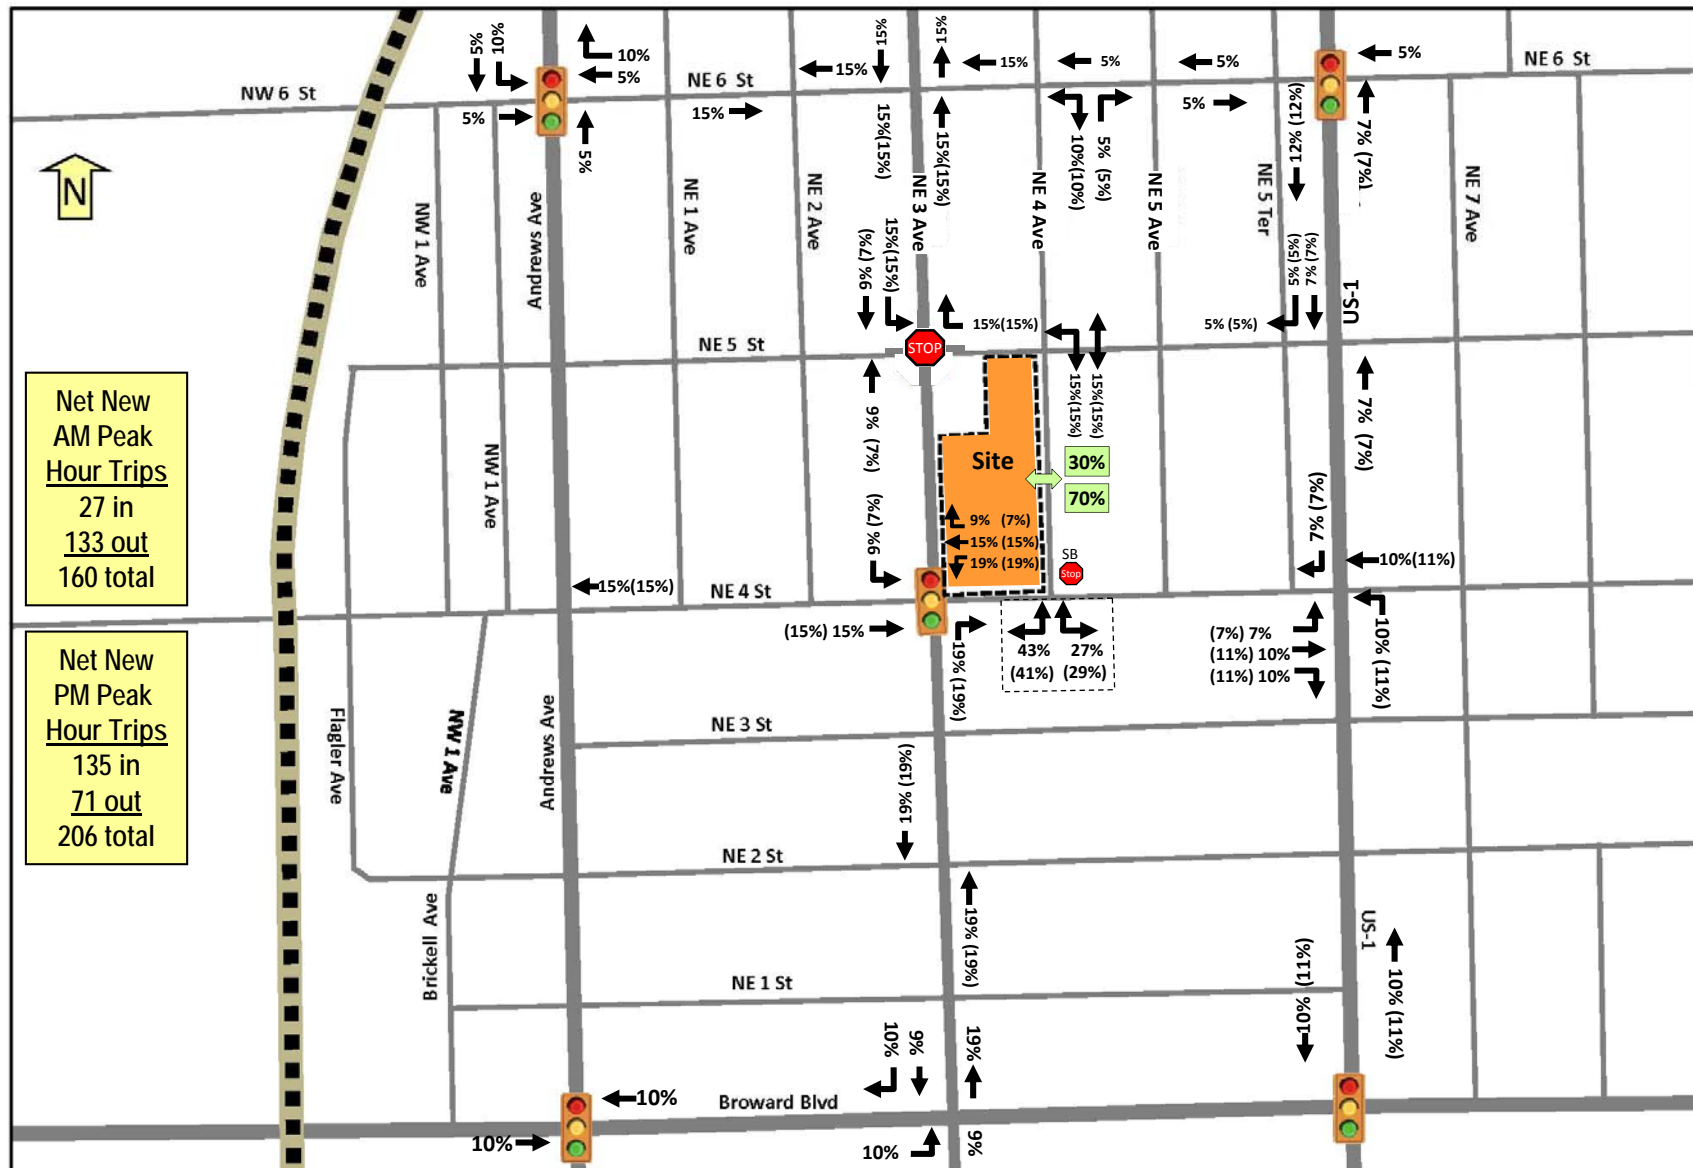 15%
15%
5%
10%
10%
5%
15%
15%
5%
5%
5%
NW 6 St
NE 6 St
NE 6 St
5%
15%
5%
5%
15%(15%)
15%(15%)
10%(10%)
5% (5%)
12% (12%)
7% (7%)
N
NW 1 Ave
Andrews Ave
NE 1 Ave
NE 2 Ave
NE 3 Ave
NE 4 Ave
NE 5 Ave
NE 5 Ter
US-1
NE 7 Ave
9% (7%)
15%(15%)
5% (5%)
7% (7%)
15%(15%)
5% (5%)
NE 5 St
STOP
9% (7%)
15%(15%)
15%(15%)
7% (7%)
Net New
AM Peak
Hour Trips
27 in
133 out
160 total
Site
30%
70%
NW 1 Ave
9% (7%)
9% (7%)
15% (15%)
19% (19%)
SB
Stop
7% (7%)
10%(11%)
15%(15%)
NE 4 St
(15%) 15%
19% (19%)
43%
(41%)
27%
(29%)
(7%) 7%
(11%) 10%
(11%) 10%
10% (11%)
Net New
PM Peak
Hour Trips
135 in
71 out
206 total
Flagler Ave
NW 1 Ave
Andrews Ave
NE 3 St
19% (19%)
NE 2 St
Brickell Ave
19% (19%)
US-1
10% (11%)
10% (11%)
NE 1 St
10%
9%
19%
10%
Broward Blvd
10%
10%
9%